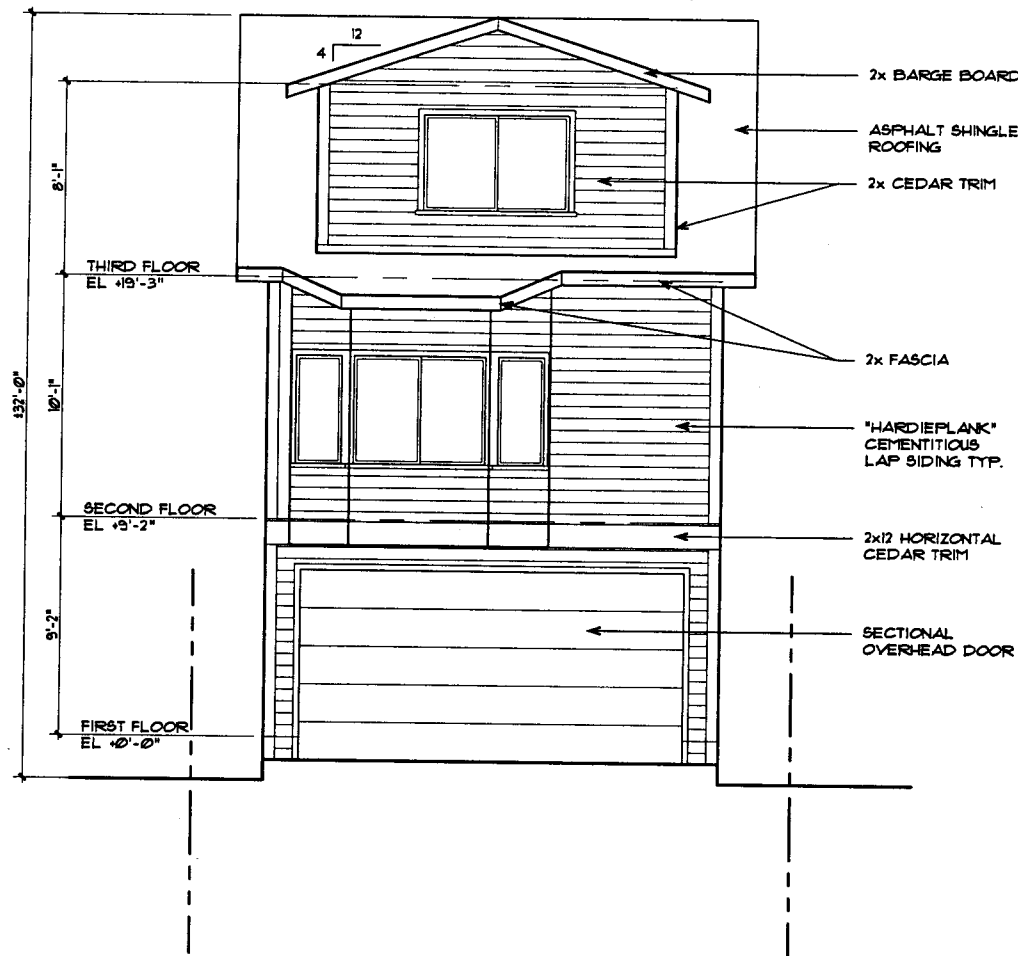 12
4
2x BARGE BOARD
ASPHALT SHINGLE
ROOFING
2x CEDAR TRIM
8'-1"
THIRD FLOOR
EL +19'-3"
±32'-0"
10'-1"
2x FASCIA
"HARDIEPLANK"
CEMENTITIOUS
LAP SIDING TYP.
SECOND FLOOR
EL +9'-2"
2x12 HORIZONTAL
CEDAR TRIM
9'-2"
SECTIONAL
OVERHEAD DOOR
FIRST FLOOR
EL +0'-0"